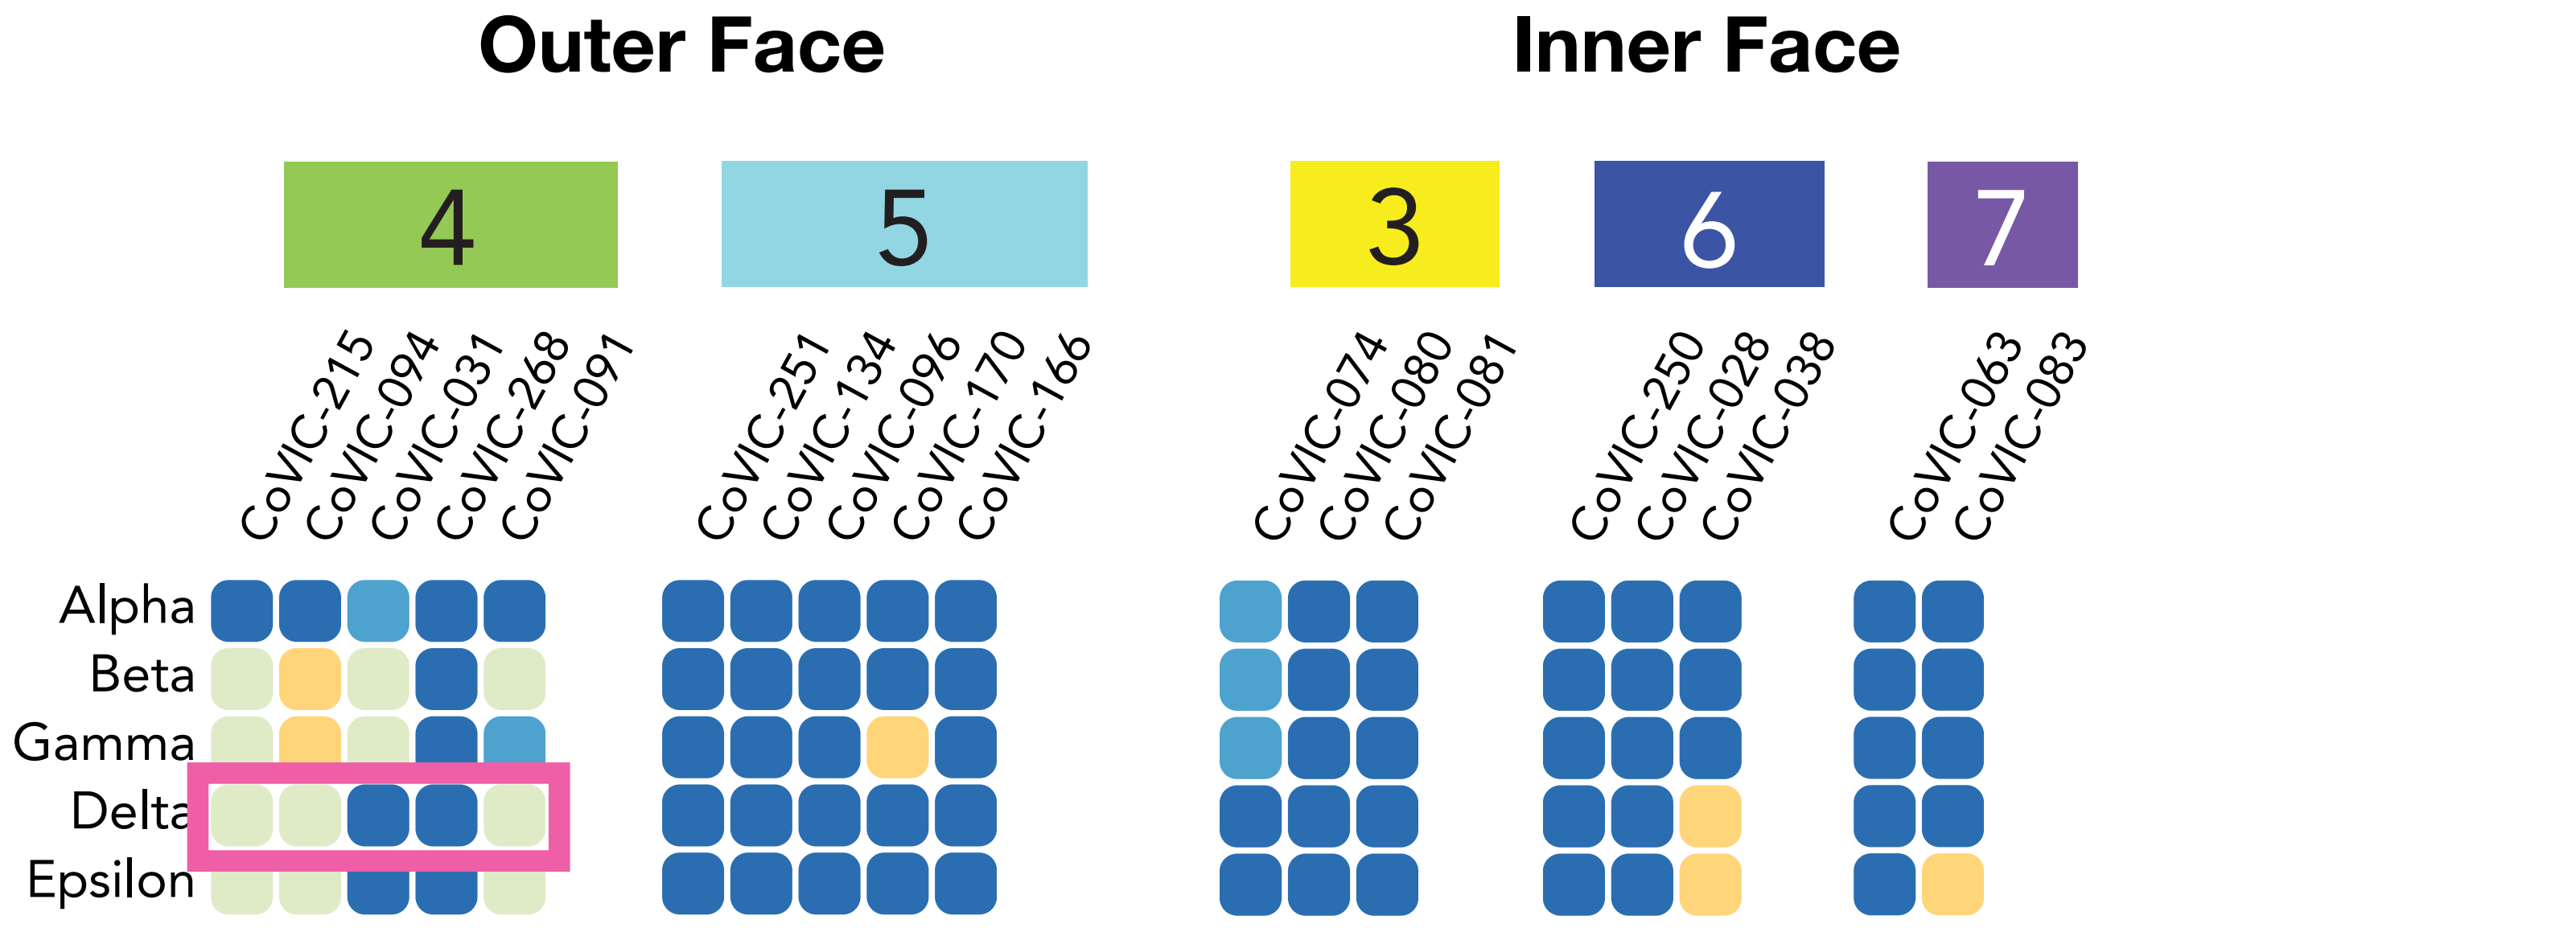 Outer Face
Inner Face
4
5
3
6
7
CoVIC-215
CoVIC-094
CoVIC-031
CoVIC-268
CoVIC-091
CoVIC-251
CoVIC-134
CoVIC-096
CoVIC-170
CoVIC-166
CoVIC-074
CoVIC-080
CoVIC-081
CoVIC-250
CoVIC-028
CoVIC-038
CoVIC-063
CoVIC-083
Alpha
Beta
Gamma
Delta
Epsilon